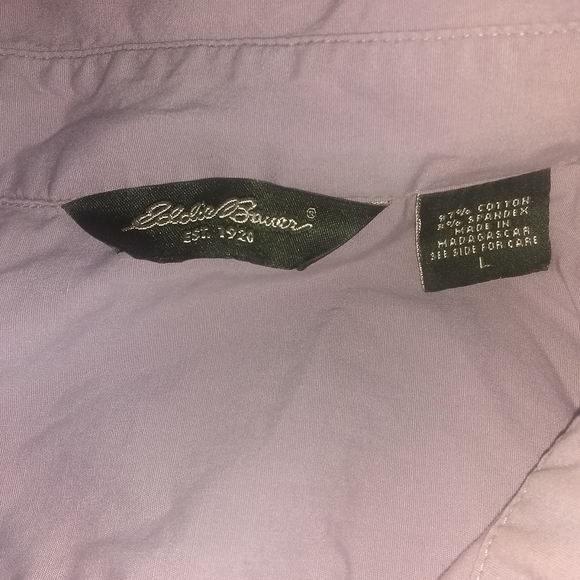 Eddie Bauer®
EST. 1920
97% COTTON
3% SPANDEX
MADE IN
MADAGASCAR
SEE SIDE FOR CARE
L